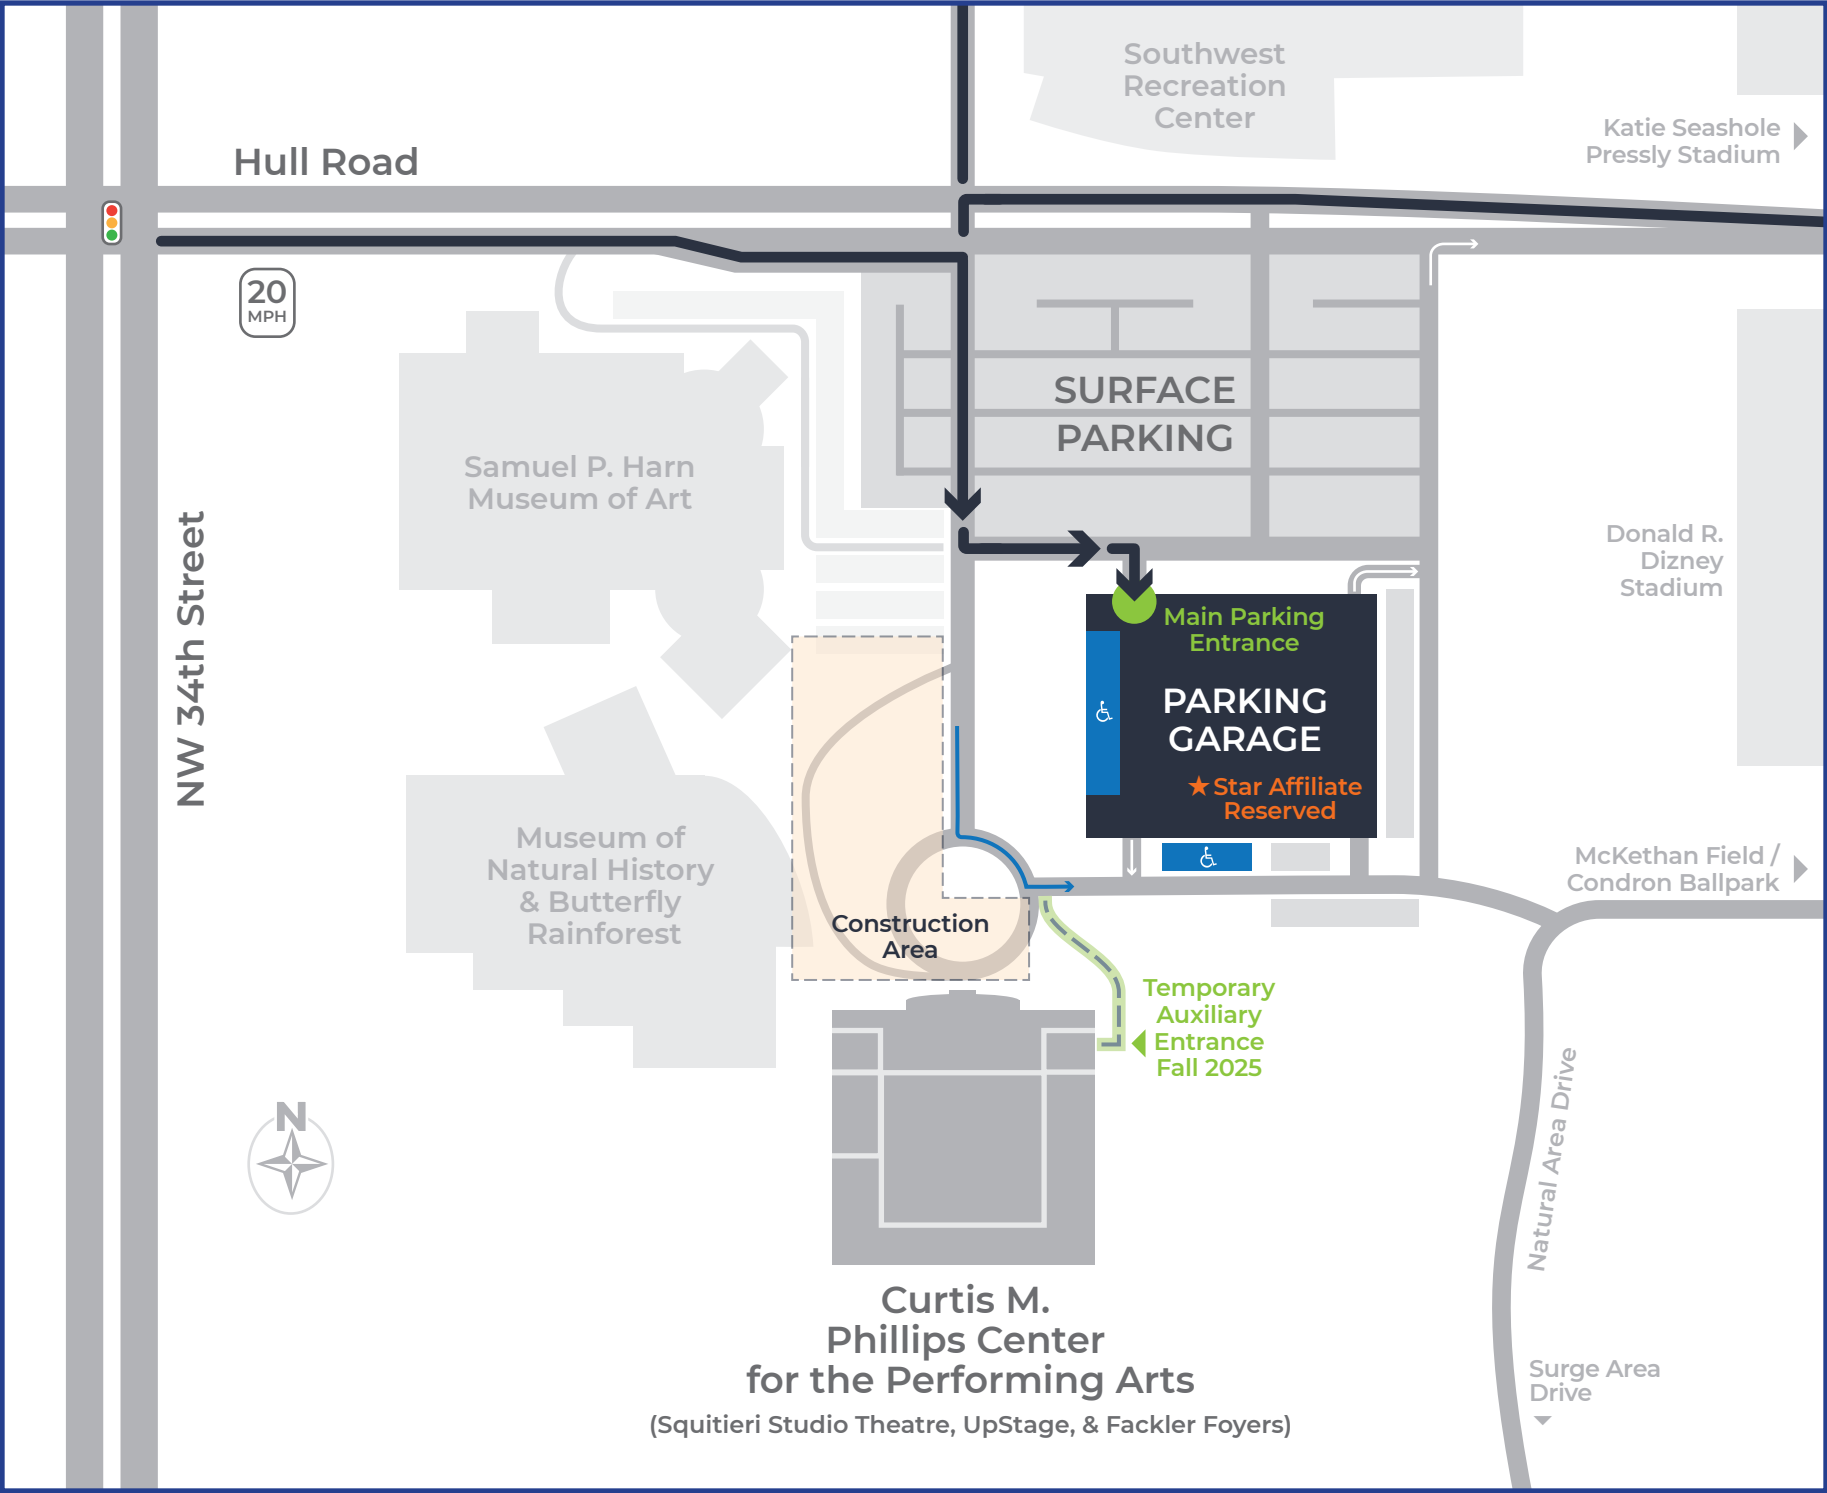 Southwest
Recreation
Center
Katie Seashole
Pressly Stadium
Hull Road
20
MPH
SURFACE
PARKING
Samuel P. Harn
Museum of Art
NW 34th Street
Donald R.
Dizney
Stadium
Main Parking
Entrance
PARKING
GARAGE
★ Star Affiliate
Reserved
Museum of
Natural History
& Butterfly
Rainforest
McKethan Field /
Condron Ballpark
Construction
Area
Temporary
Auxiliary
Entrance
Fall 2025
N
Natural Area Drive
Curtis M.
Phillips Center
for the Performing Arts
(Squitieri Studio Theatre, UpStage, & Fackler Foyers)
Surge Area
Drive